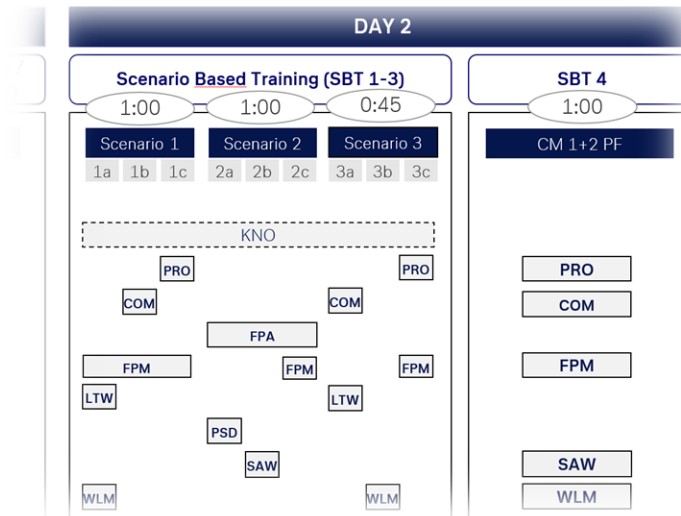 DAY 2
Scenario Based Training (SBT 1-3)
SBT 4
1:00 1:00 0:45 1:00
Scenario 1 Scenario 2 Scenario 3 CM 1+2 PF
1a 1b 1c 2a 2b 2c 3a 3b 3c
KNO
PRO PRO PRO
COM COM COM
FPA
FPM FPM FPM FPM
LTW LTW
PSD
SAW SAW
WLM WLM WLM